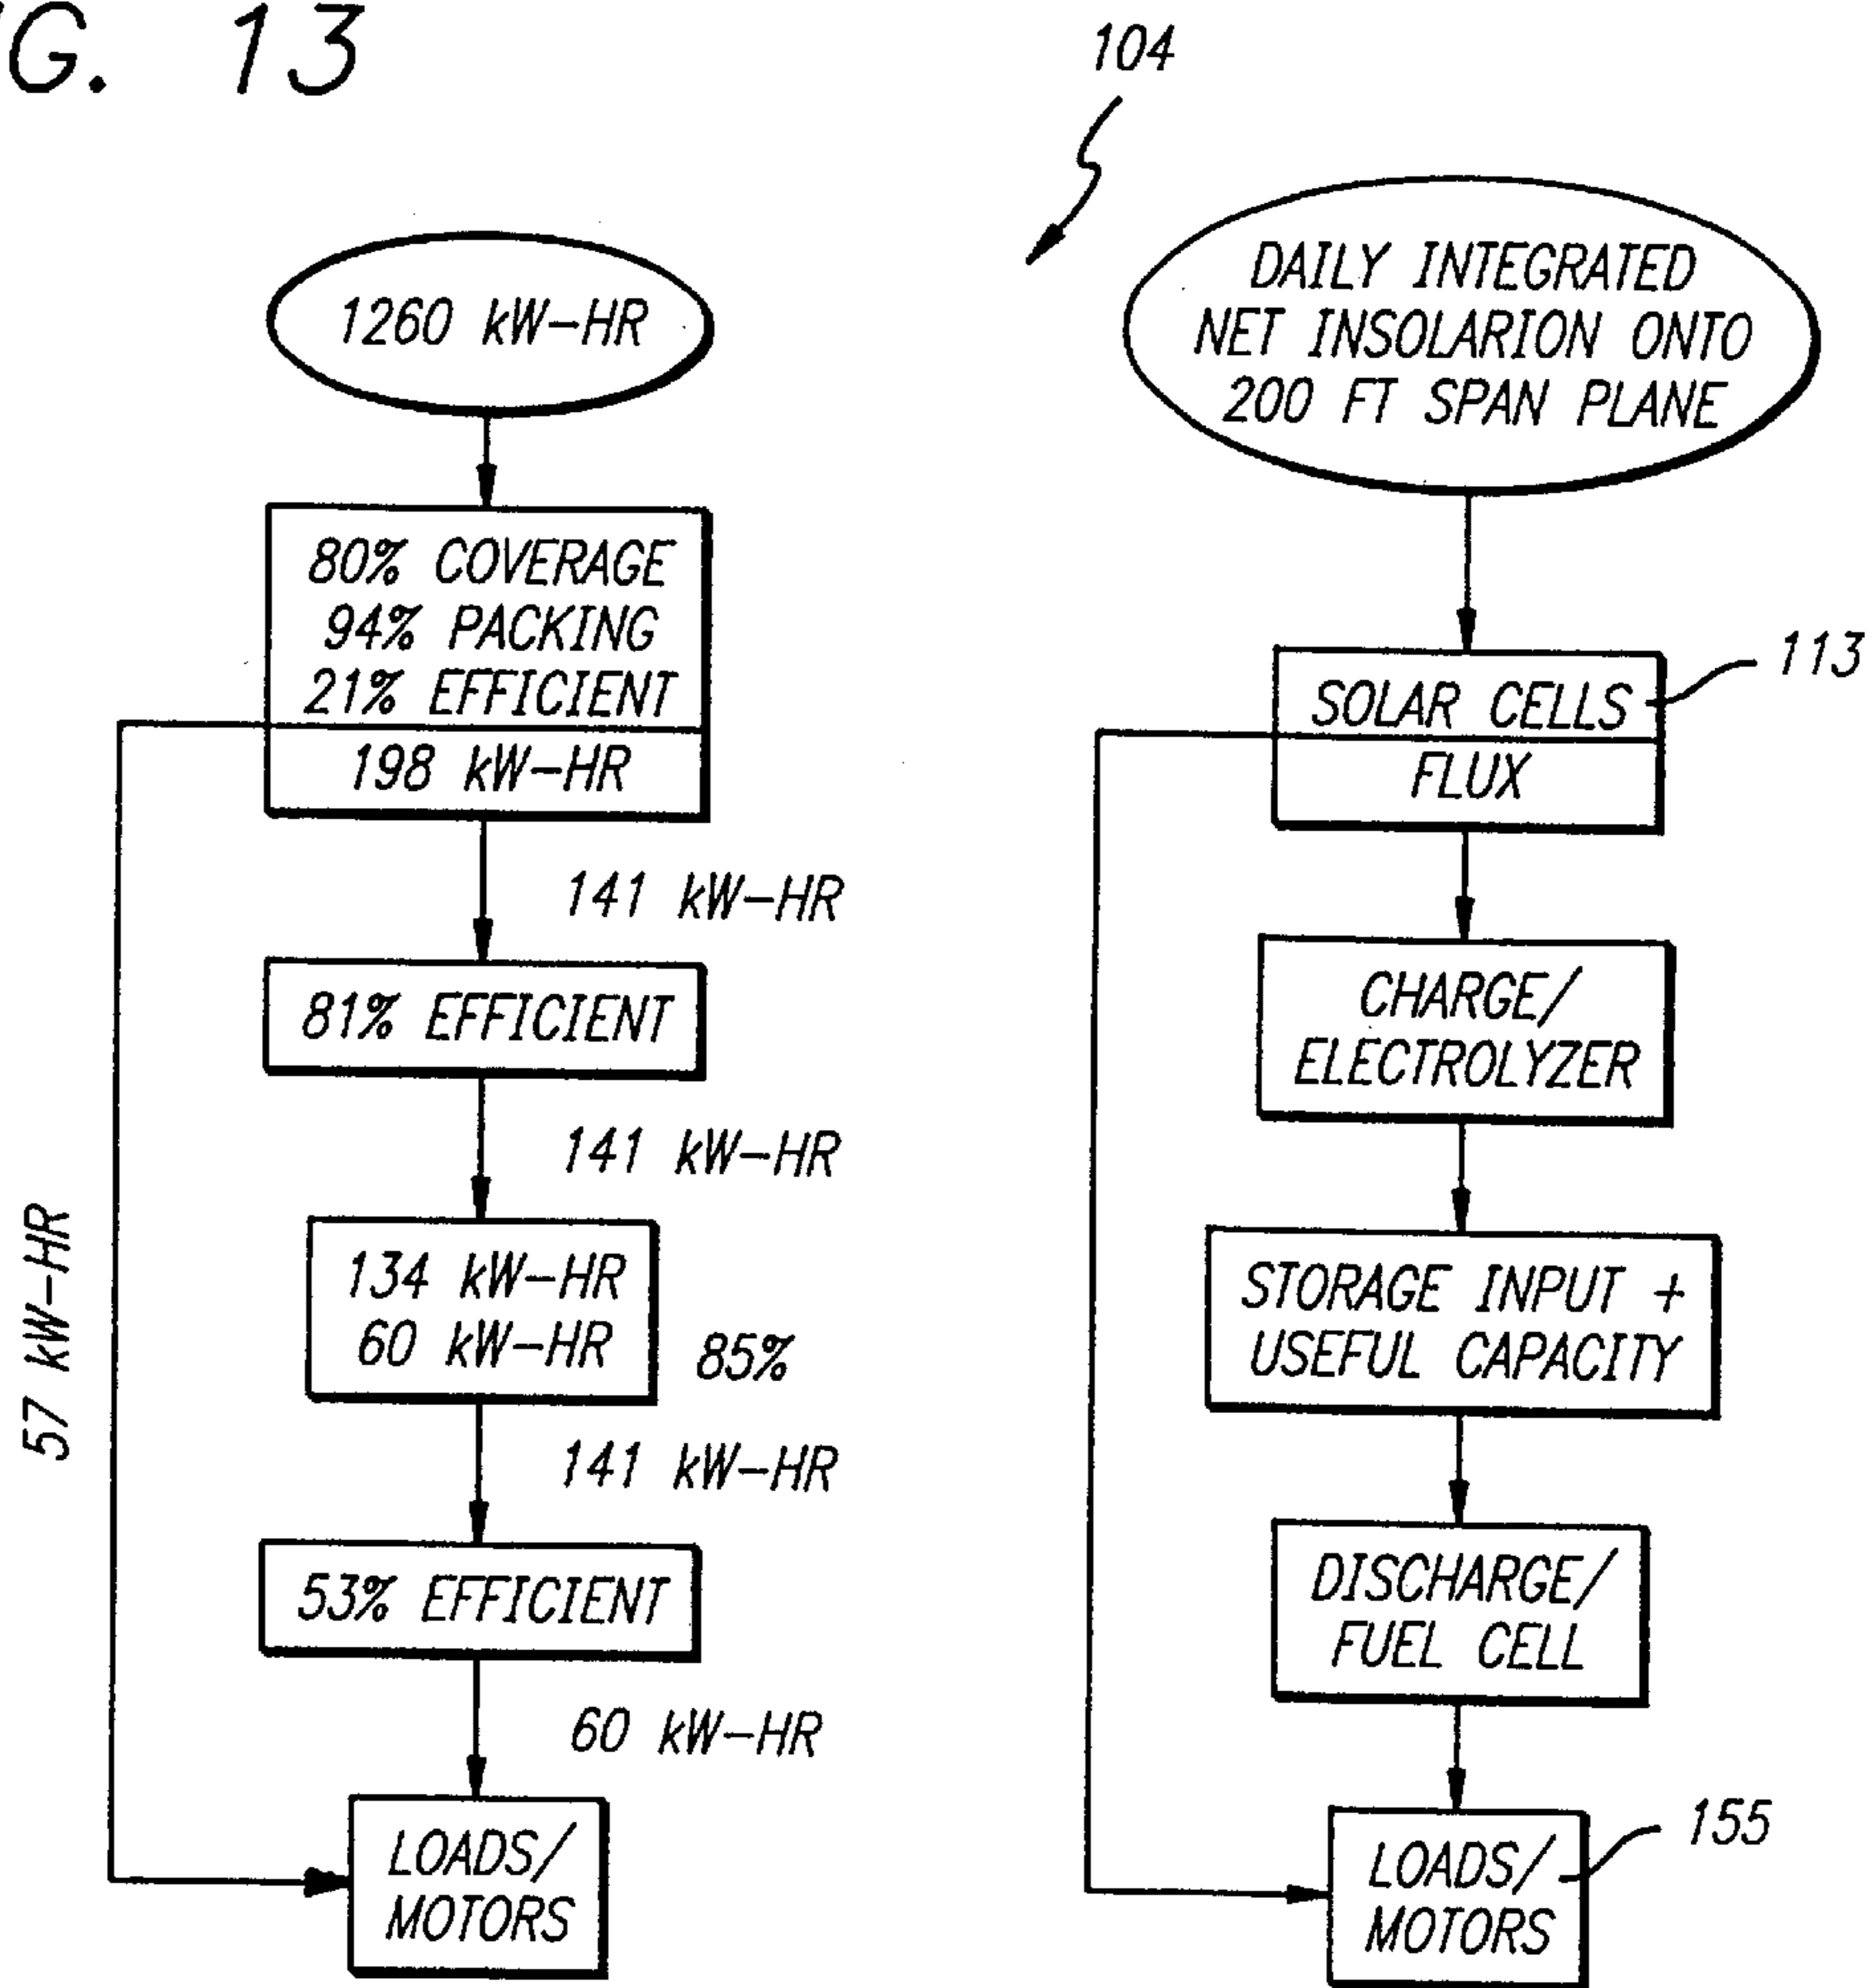 G. 13
104
1260 kW-HR
80% COVERAGE
94% PACKING
21% EFFICIENT
198 kW-HR
141 kW-HR
81% EFFICIENT
141 kW-HR
134 kW-HR
60 kW-HR
85%
141 kW-HR
53% EFFICIENT
60 kW-HR
LOADS/
MOTORS
57 kW-HR
DAILY INTEGRATED
NET INSOLARION ONTO
200 FT SPAN PLANE
SOLAR CELLS
113
FLUX
CHARGE/
ELECTROLYZER
STORAGE INPUT +
USEFUL CAPACITY
DISCHARGE/
FUEL CELL
LOADS/
MOTORS
155